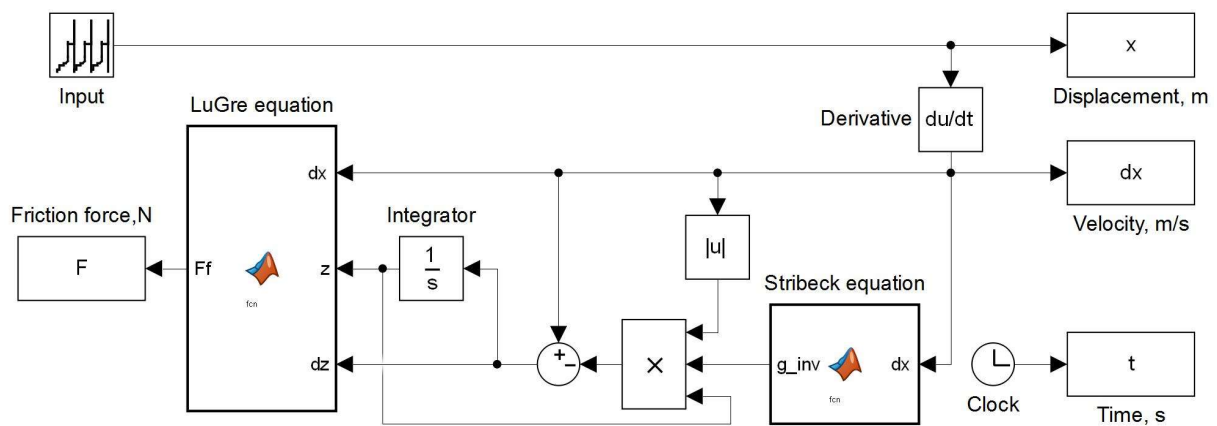 x
Input
Displacement, m
LuGre equation
Derivative
du/dt
dx
dx
Friction force,N
Integrator
Velocity, m/s
|u|
F
Ff
z
1
s
fcn
Stribeck equation
+
−
dz
×
g_inv
dx
fcn
t
Clock
Time, s